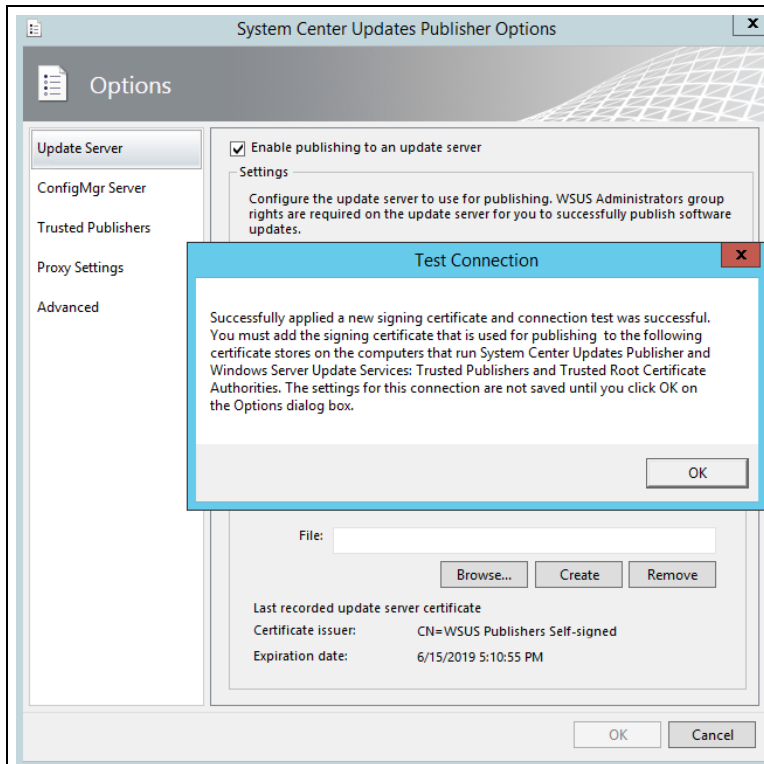 System Center Updates Publisher Options
x
Options
Update Server
ConfigMgr Server
Trusted Publishers
Proxy Settings
Advanced
Enable publishing to an update server
Settings
Configure the update server to use for publishing. WSUS Administrators group
rights are required on the update server for you to successfully publish software
updates.
Test Connection
x
Successfully applied a new signing certificate and connection test was successful.
You must add the signing certificate that is used for publishing  to the following
certificate stores on the computers that run System Center Updates Publisher and
Windows Server Update Services: Trusted Publishers and Trusted Root Certificate
Authorities. The settings for this connection are not saved until you click OK on
the Options dialog box.
OK
File:
Browse... Create Remove
Last recorded update server certificate
Certificate issuer: CN=WSUS Publishers Self-signed
Expiration date: 6/15/2019 5:10:55 PM
OK Cancel